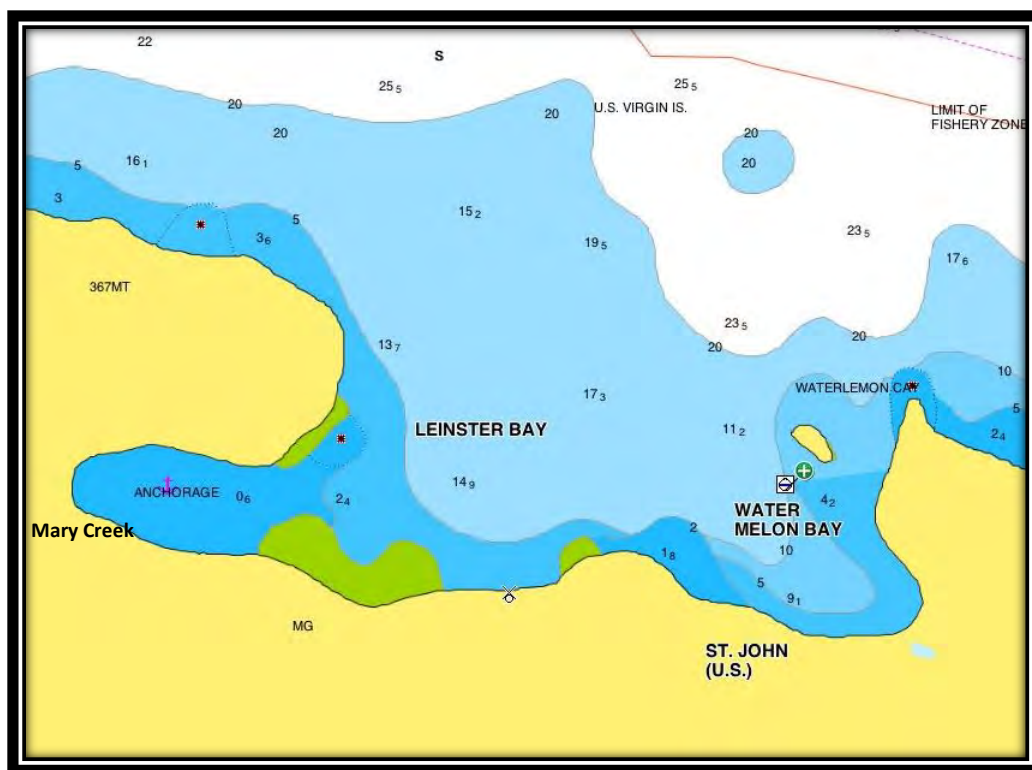 22
S
25 5
25 5
U.S. VIRGIN IS.
LIMIT OF
FISHERY ZONE
20
20
20
20
20
16 1
5
3
15 2
5
3 6
19 5
23 5
17 6
367MT
23 5
20
20
13 7
10
WATERLEMON CAY
17 3
5
11 2
2 4
LEINSTER BAY
14 9
ANCHORAGE
0 6
2 4
4 2
WATER
MELON BAY
Mary Creek
2
1 8
10
5
9 1
MG
ST. JOHN
(U.S.)